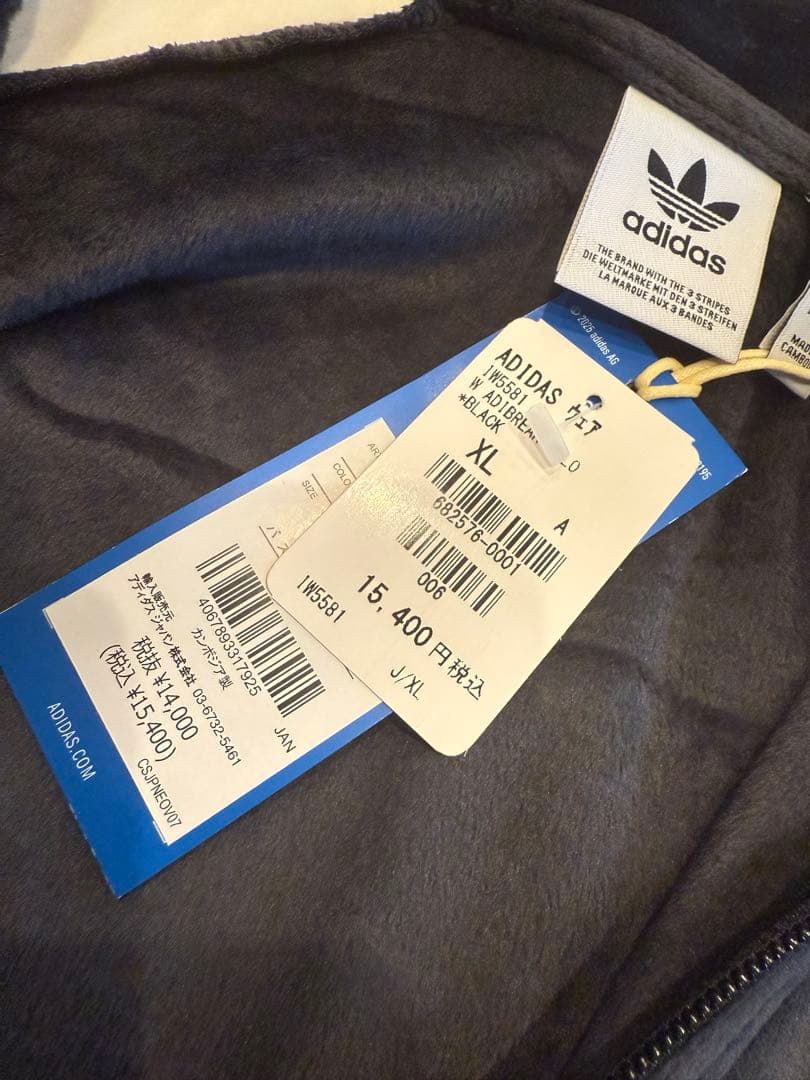 adidas
THE BRAND WITH THE 3 STRIPES
DIE WELTMARKE MIT DEN 3 STREIFEN
LA MARQUE AUX 3 BANDES
© 2025 adidas AG
ADIDAS ウェア
IW5581
W
*BLACK
XL
A
682576-0001
006
IW5581
15,400円税込
J/XL
SIZE
4067893317925
JAN
カンボジア製
輸入販売元
アディダス ジャパン株式会社 03-6732-5461
税抜 ¥14,000
(税込 ¥15,400)
CSJPNEOV07
ADIDAS.COM